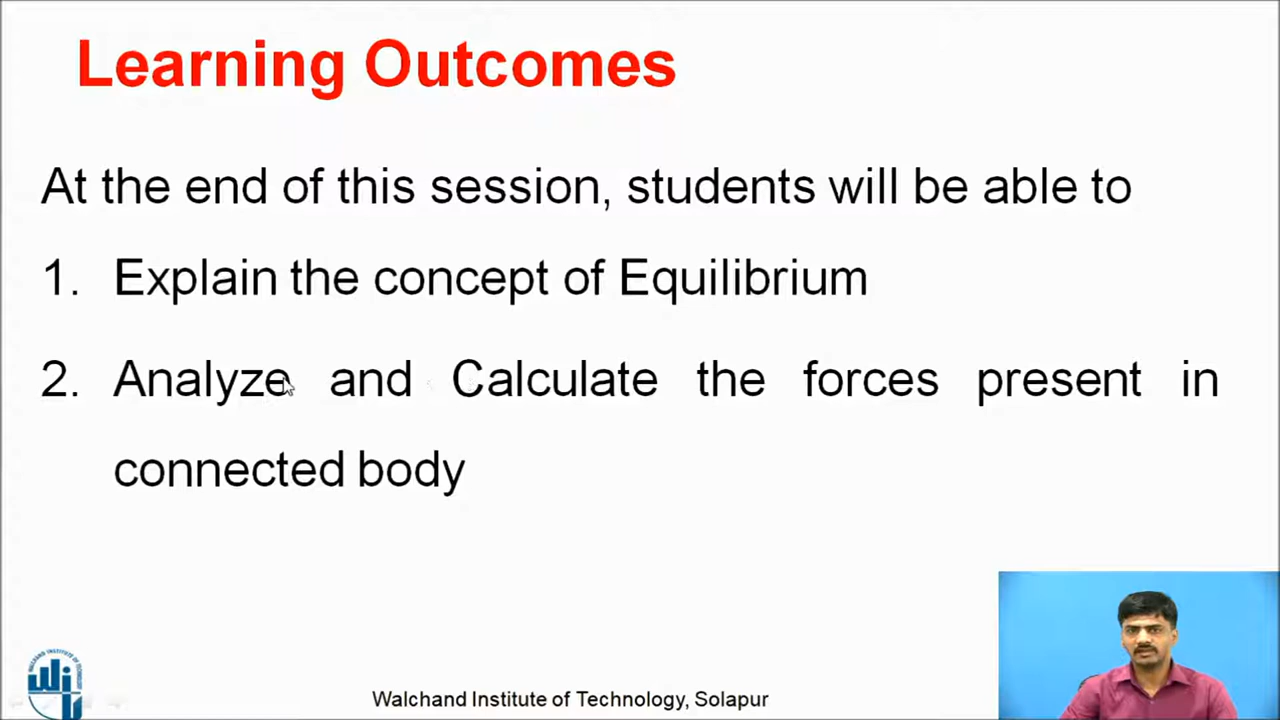 Learning Outcomes
At the end of this session, students will be able to
1. Explain the concept of Equilibrium
2. Analyze and Calculate the forces present in
connected body
Walchand Institute of Technology, Solapur